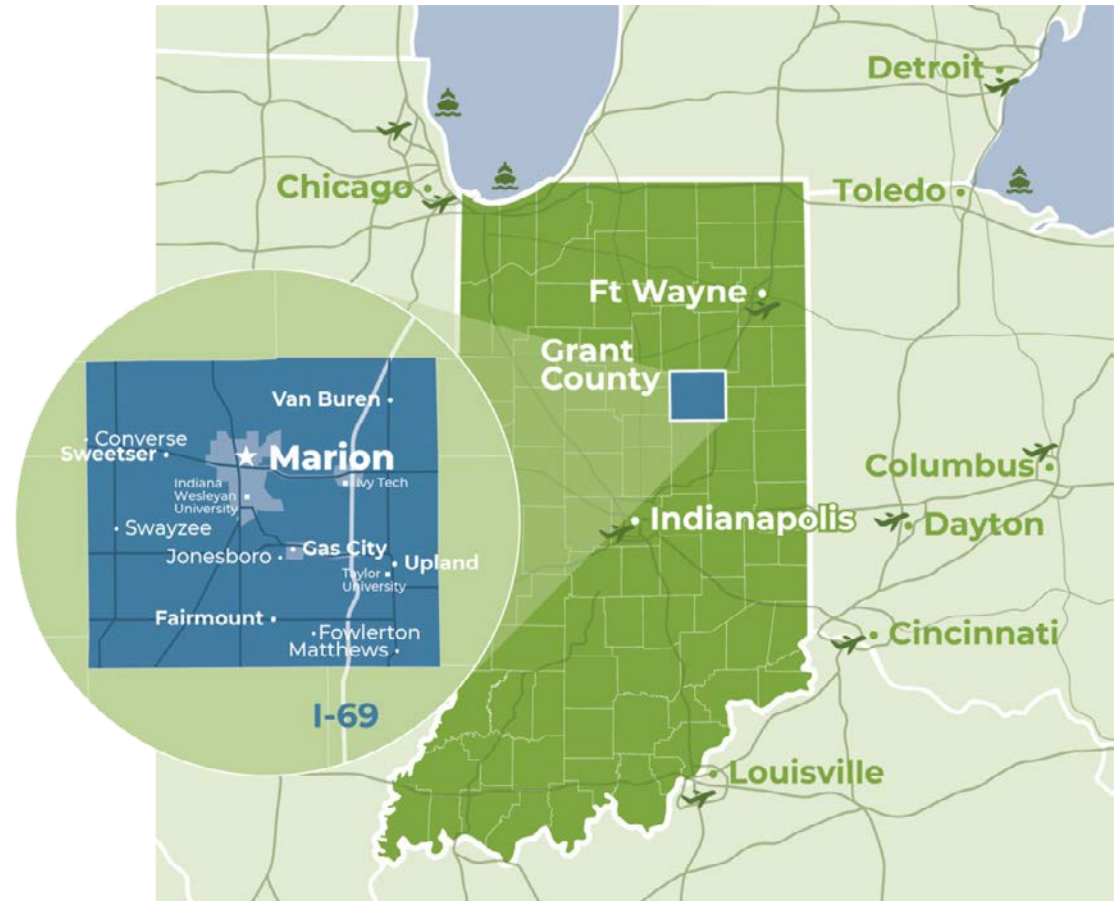 Detroit
Chicago
Toledo
Ft Wayne
Grant
County
Van Buren
Converse
Sweetser
Marion
Indiana
Wesleyan
University
Ivy Tech
Columbus
Swayzee
Indianapolis
Dayton
Jonesboro
Gas City
Upland
Taylor
University
Fairmount
Fowlerton
Matthews
Cincinnati
I-69
Louisville